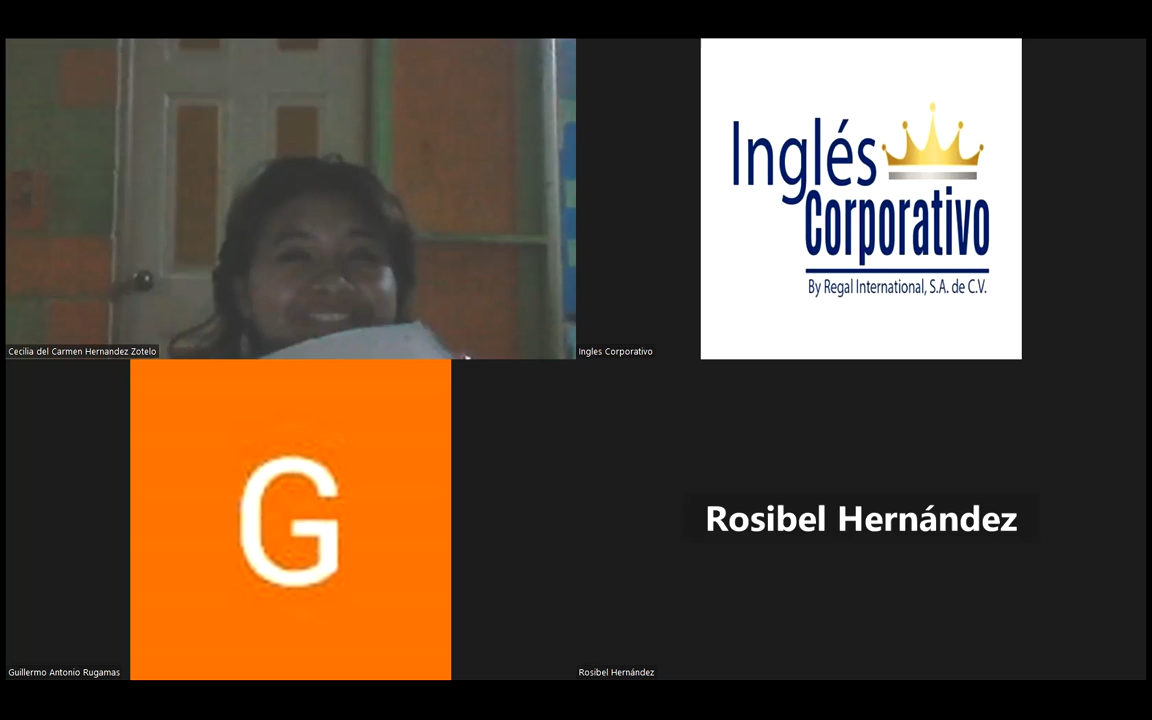 Inglés
Corporativo
By Regal International, S.A. de C.V.
Cecilia del Carmen Hernandez Zotelo
Ingles Corporativo
G
Rosibel Hernández
Guillermo Antonio Rugamas
Rosibel Hernández